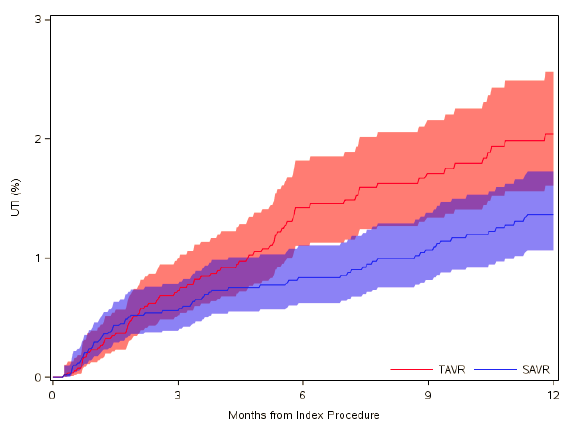 3
2
1
0
UTI (%)
TAVR SAVR
0 3 6 9 12
Months from Index Procedure